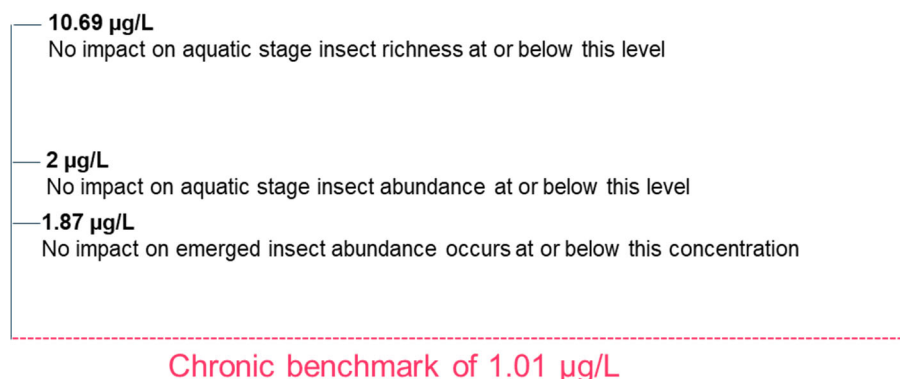 10.69 µg/L
No impact on aquatic stage insect richness at or below this level
2 µg/L
No impact on aquatic stage insect abundance at or below this level
1.87 µg/L
No impact on emerged insect abundance occurs at or below this concentration
Chronic benchmark of 1.01 µg/L